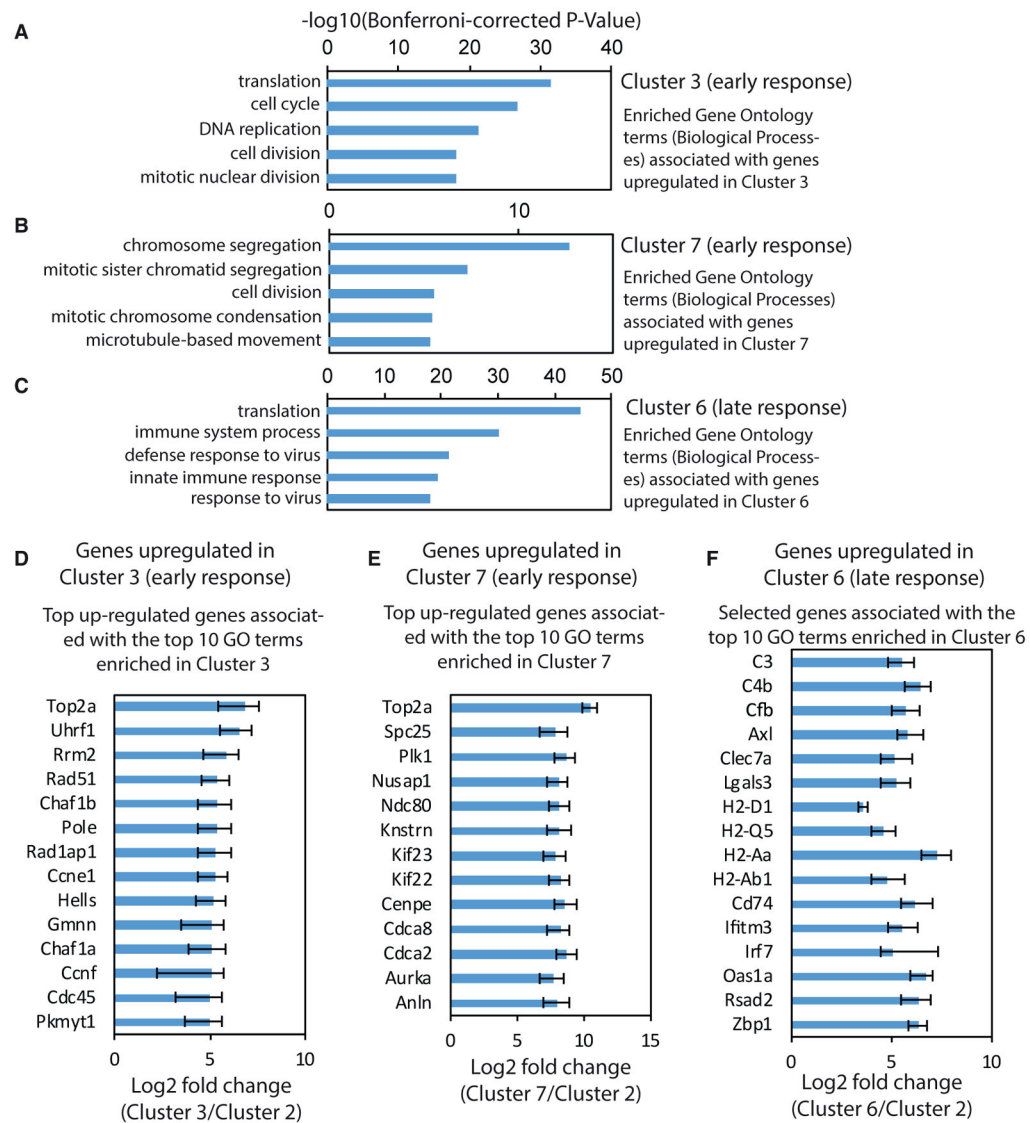 A
-log10(Bonferroni-corrected P-Value)
0 10 20 30 40
translation
cell cycle
DNA replication
cell division
mitotic nuclear division
Cluster 3 (early response)
Enriched Gene Ontology
terms (Biological Process-
es) associated with genes
upregulated in Cluster 3
B
0 10
chromosome segregation
mitotic sister chromatid segregation
cell division
mitotic chromosome condensation
microtubule-based movement
Cluster 7 (early response)
Enriched Gene Ontology
terms (Biological Processes)
associated with genes
upregulated in Cluster 7
C
0 10 20 30 40 50
translation
immune system process
defense response to virus
innate immune response
response to virus
Cluster 6 (late response)
Enriched Gene Ontology
terms (Biological Process-
es) associated with genes
upregulated in Cluster 6
D
Genes upregulated in
Cluster 3 (early response)
Top up-regulated genes associat-
ed with the top 10 GO terms
enriched in Cluster 3
Top2a
Uhrf1
Rrm2
Rad51
Chaf1b
Pole
Rad1ap1
Ccne1
Hells
Gmnn
Chaf1a
Ccnf
Cdc45
Pkmyt1
0 5 10
Log2 fold change
(Cluster 3/Cluster 2)
E
Genes upregulated in
Cluster 7 (early response)
Top up-regulated genes associat-
ed with the top 10 GO terms
enriched in Cluster 7
Top2a
Spc25
Plk1
Nusap1
Ndc80
Knstrn
Kif23
Kif22
Cenpe
Cdca8
Cdca2
Aurka
Anln
0 5 10 15
Log2 fold change
(Cluster 7/Cluster 2)
F
Genes upregulated in
Cluster 6 (late response)
Selected genes associated with the
top 10 GO terms enriched in Cluster 6
C3
C4b
Cfb
Axl
Clec7a
Lgals3
H2-D1
H2-Q5
H2-Aa
H2-Ab1
Cd74
Ifitm3
Irf7
Oas1a
Rsad2
Zbp1
0 5 10
Log2 fold change
(Cluster 6/Cluster 2)